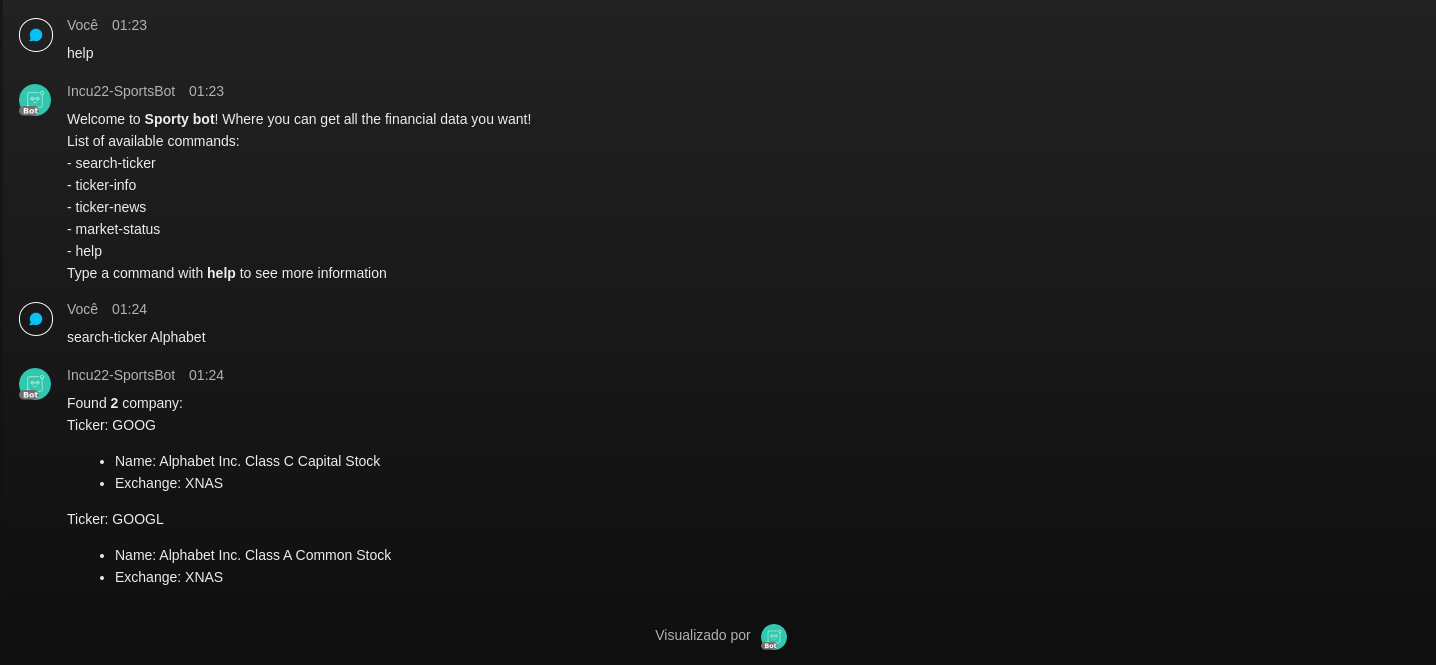 Você 01:23
help
Incu22-SportsBot 01:23
Bot
Welcome to Sporty bot! Where you can get all the financial data you want!
List of available commands:
- search-ticker
- ticker-info
- ticker-news
- market-status
- help
Type a command with help to see more information
Você 01:24
search-ticker Alphabet
Incu22-SportsBot 01:24
Bot
Found 2 company:
Ticker: GOOG
• Name: Alphabet Inc. Class C Capital Stock
• Exchange: XNAS
Ticker: GOOGL
• Name: Alphabet Inc. Class A Common Stock
• Exchange: XNAS
Visualizado por
Bot